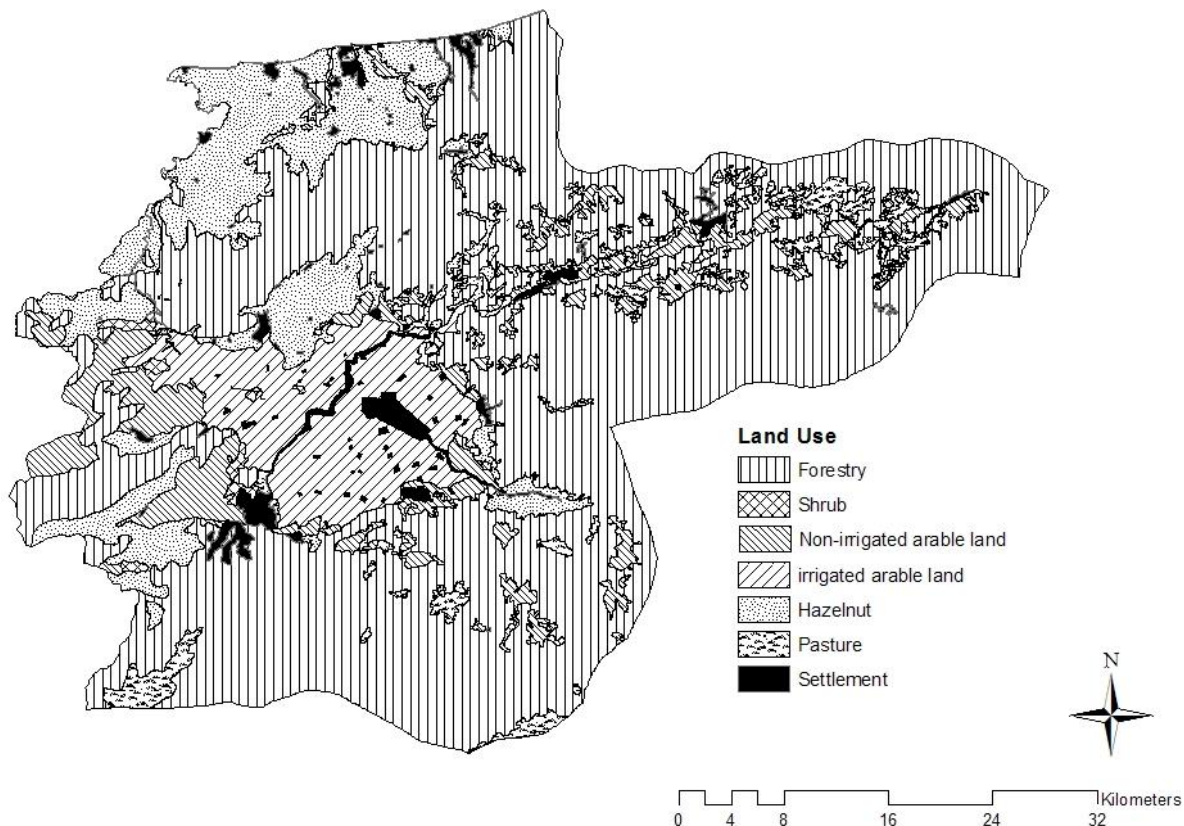 Land Use
Forestry
Shrub
Non-irrigated arable land
irrigated arable land
Hazelnut
Pasture
Settlement
N
Kilometers
0 4 8 16 24 32